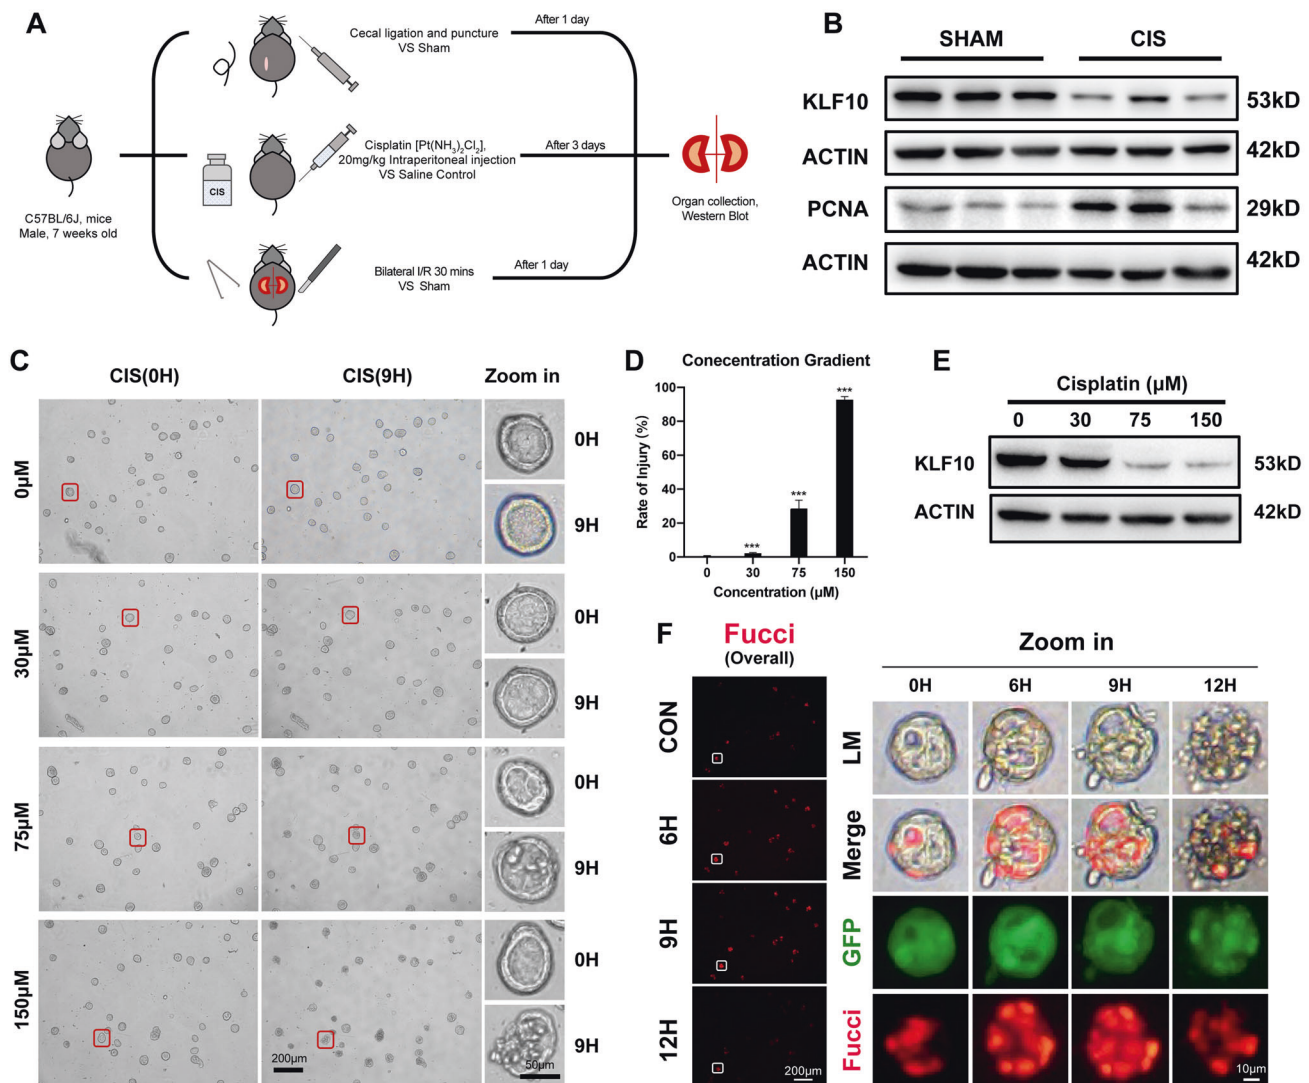 A
Cecal ligation and puncture
VS Sham
After 1 day
CIS
Cisplatin [Pt(NH₃)₂Cl₂],
20mg/kg Intraperitoneal injection
VS Saline Control
After 3 days
C57BL/6J, mice
Male, 7 weeks old
Bilateral I/R 30 mins
VS Sham
After 1 day
Organ collection,
Western Blot
B
SHAM CIS
KLF10 53kD
ACTIN 42kD
PCNA 29kD
ACTIN 42kD
C
CIS(0H) CIS(9H) Zoom in
0μM
0H
9H
30μM
0H
9H
75μM
0H
9H
150μM
0H
9H
200μm
50μm
D
Conecentration Gradient
Rate of Injury (%)
100
80
60
40
20
0
***
***
***
0 30 75 150
Concentration (μM)
E
Cisplatin (μM)
0 30 75 150
KLF10 53kD
ACTIN 42kD
F
Fucci
(Overall)
CON
6H
9H
12H
200μm
Zoom in
0H 6H 9H 12H
LM
Merge
GFP
Fucci
10μm